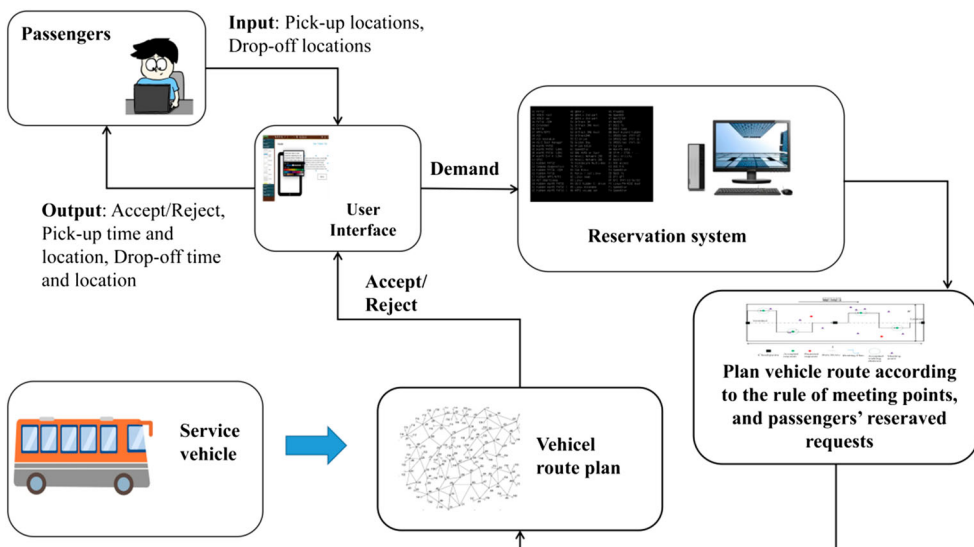 Passengers
Input: Pick-up locations,
Drop-off locations
User
Interface
Demand
Reservation system
Output: Accept/Reject,
Pick-up time and
location, Drop-off time
and location
Accept/
Reject
Plan vehicle route according
to the rule of meeting points,
and passengers’ reseraved
requests
Service
vehicle
Vehicel
route plan